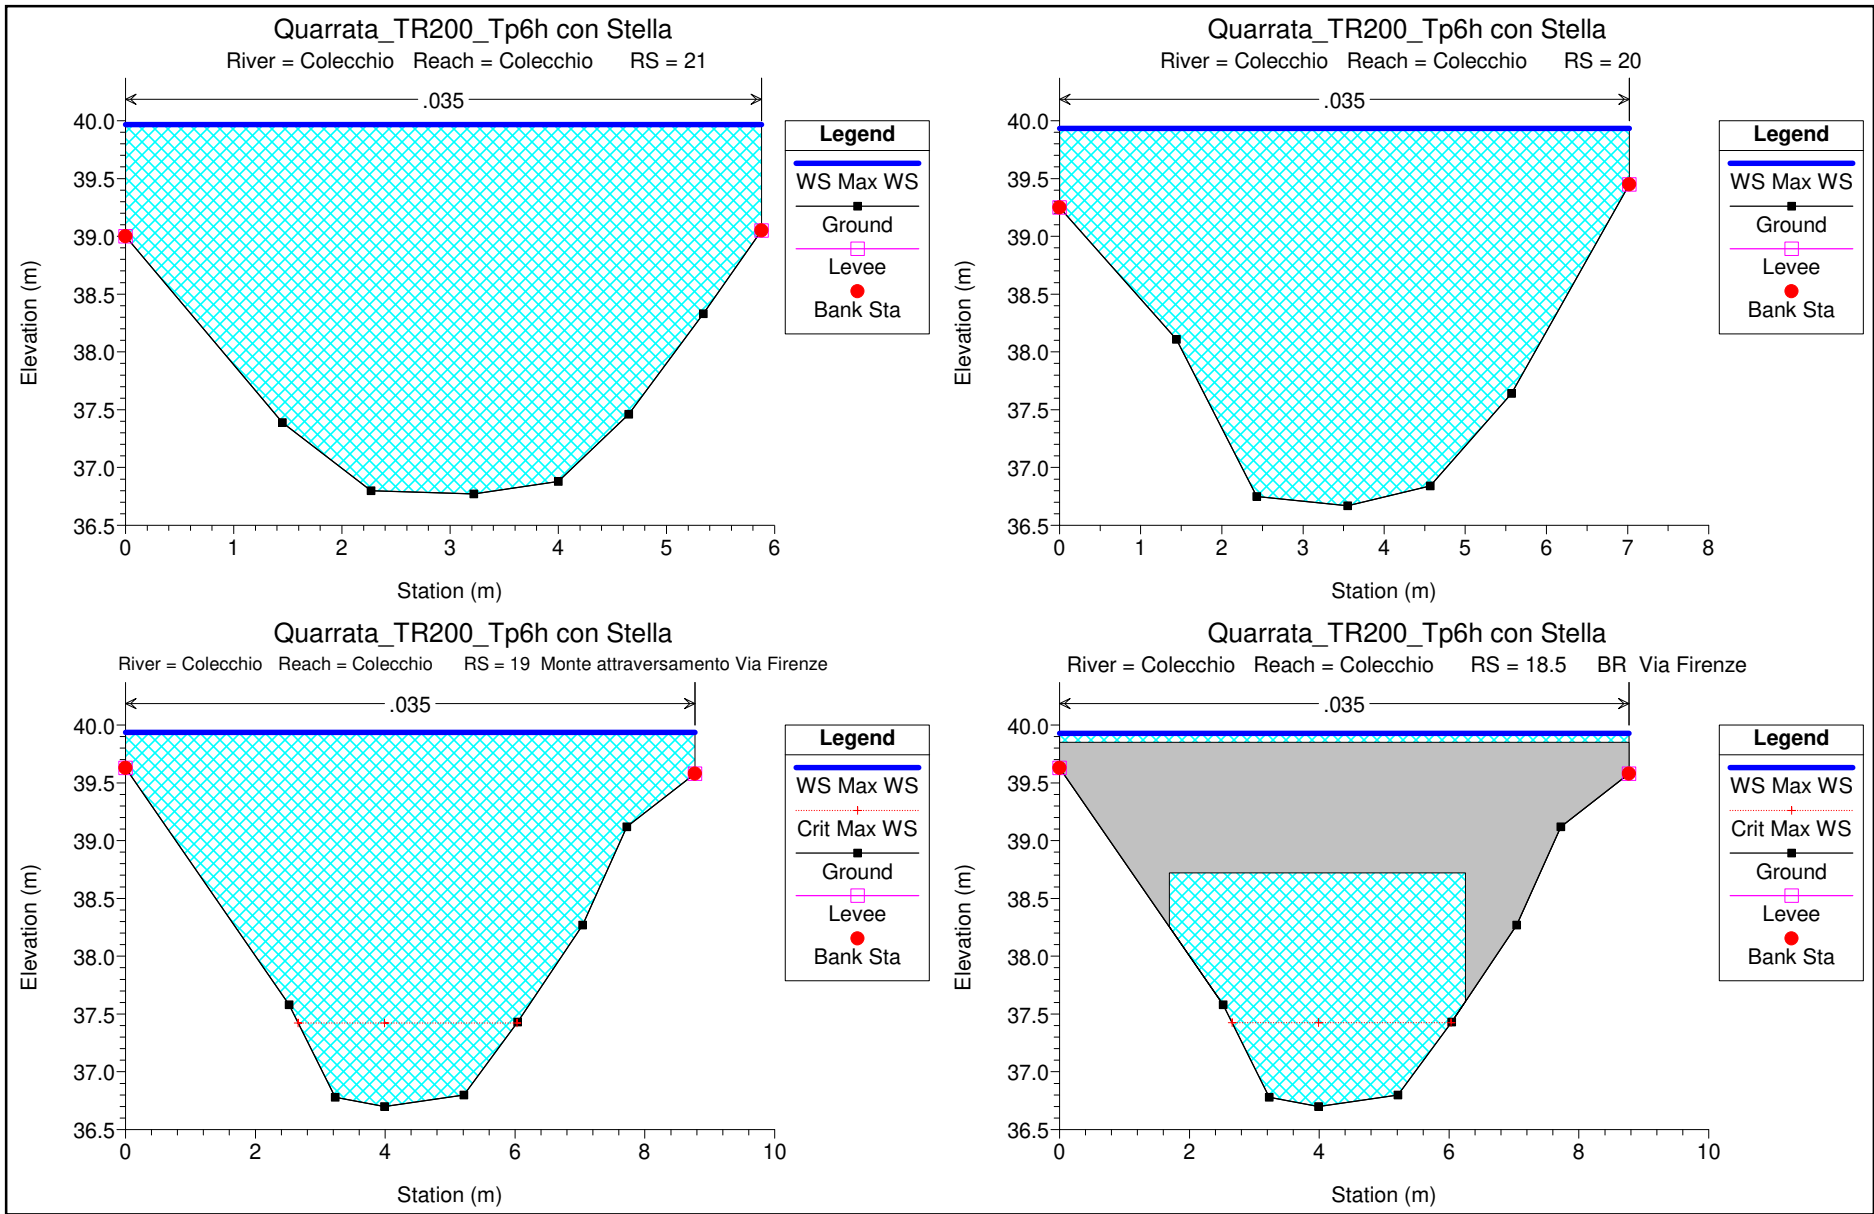 Quarrata_TR200_Tp6h con Stella
River = Colecchio Reach = Colecchio RS = 21
.035
40.0
39.5
39.0
38.5
38.0
37.5
37.0
36.5
0 1 2 3 4 5 6
Elevation (m)
Station (m)
Legend
WS Max WS
Ground
Levee
Bank Sta
Quarrata_TR200_Tp6h con Stella
River = Colecchio Reach = Colecchio RS = 20
.035
40.0
39.5
39.0
38.5
38.0
37.5
37.0
36.5
0 1 2 3 4 5 6 7 8
Elevation (m)
Station (m)
Legend
WS Max WS
Ground
Levee
Bank Sta
Quarrata_TR200_Tp6h con Stella
River = Colecchio Reach = Colecchio RS = 19 Monte attraversamento Via Firenze
.035
40.0
39.5
39.0
38.5
38.0
37.5
37.0
36.5
0 2 4 6 8 10
Elevation (m)
Station (m)
Legend
WS Max WS
Crit Max WS
Ground
Levee
Bank Sta
Quarrata_TR200_Tp6h con Stella
River = Colecchio Reach = Colecchio RS = 18.5 BR Via Firenze
.035
40.0
39.5
39.0
38.5
38.0
37.5
37.0
36.5
0 2 4 6 8 10
Elevation (m)
Station (m)
Legend
WS Max WS
Crit Max WS
Ground
Levee
Bank Sta